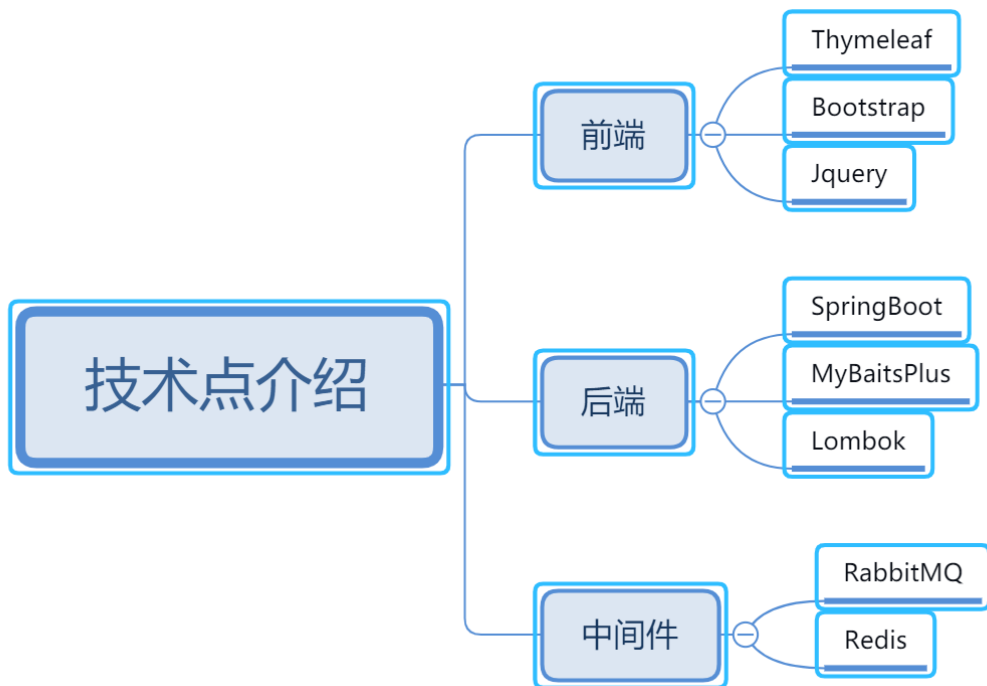 技术点介绍
前端
Thymeleaf
Bootstrap
Jquery
后端
SpringBoot
MyBaitsPlus
Lombok
中间件
RabbitMQ
Redis